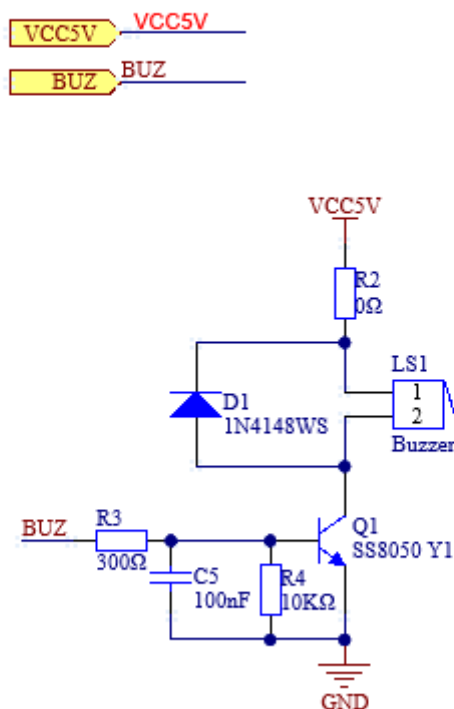 VCC5V VCC5V
BUZ BUZ
VCC5V
R2
0Ω
LS1
1
2
Buzzer
D1
1N4148WS
Q1
SS8050 Y1
BUZ
R3
300Ω
C5
100nF
R4
10KΩ
GND